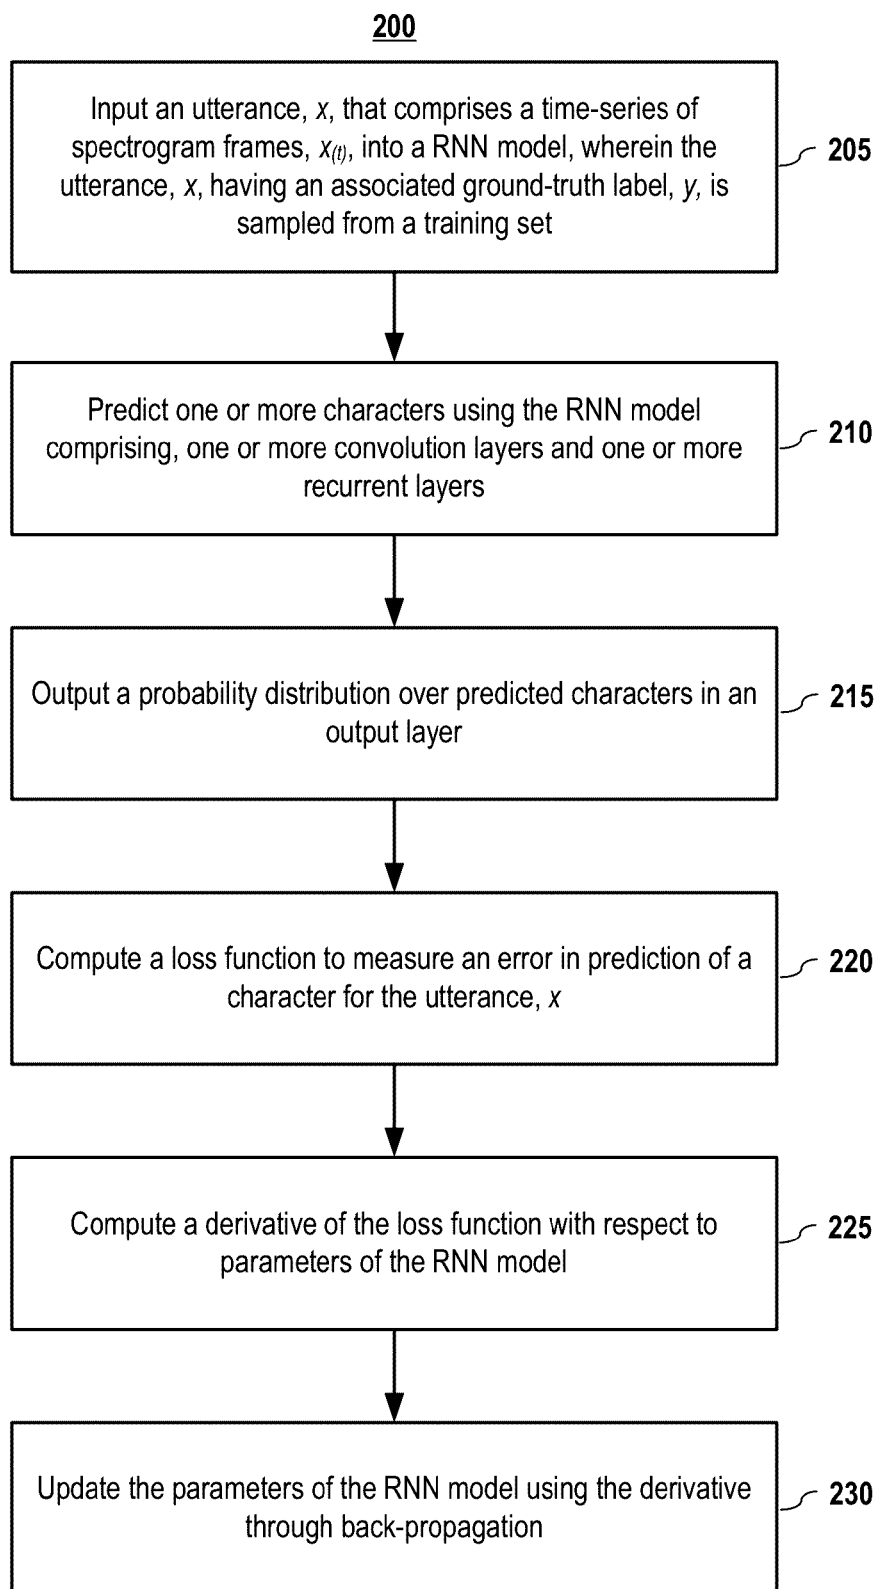 200
Input an utterance, x, that comprises a time-series of
spectrogram frames, x(t), into a RNN model, wherein the
utterance, x, having an associated ground-truth label, y, is
sampled from a training set
205
Predict one or more characters using the RNN model
comprising, one or more convolution layers and one or more
recurrent layers
210
Output a probability distribution over predicted characters in an
output layer
215
Compute a loss function to measure an error in prediction of a
character for the utterance, x
220
Compute a derivative of the loss function with respect to
parameters of the RNN model
225
Update the parameters of the RNN model using the derivative
through back-propagation
230